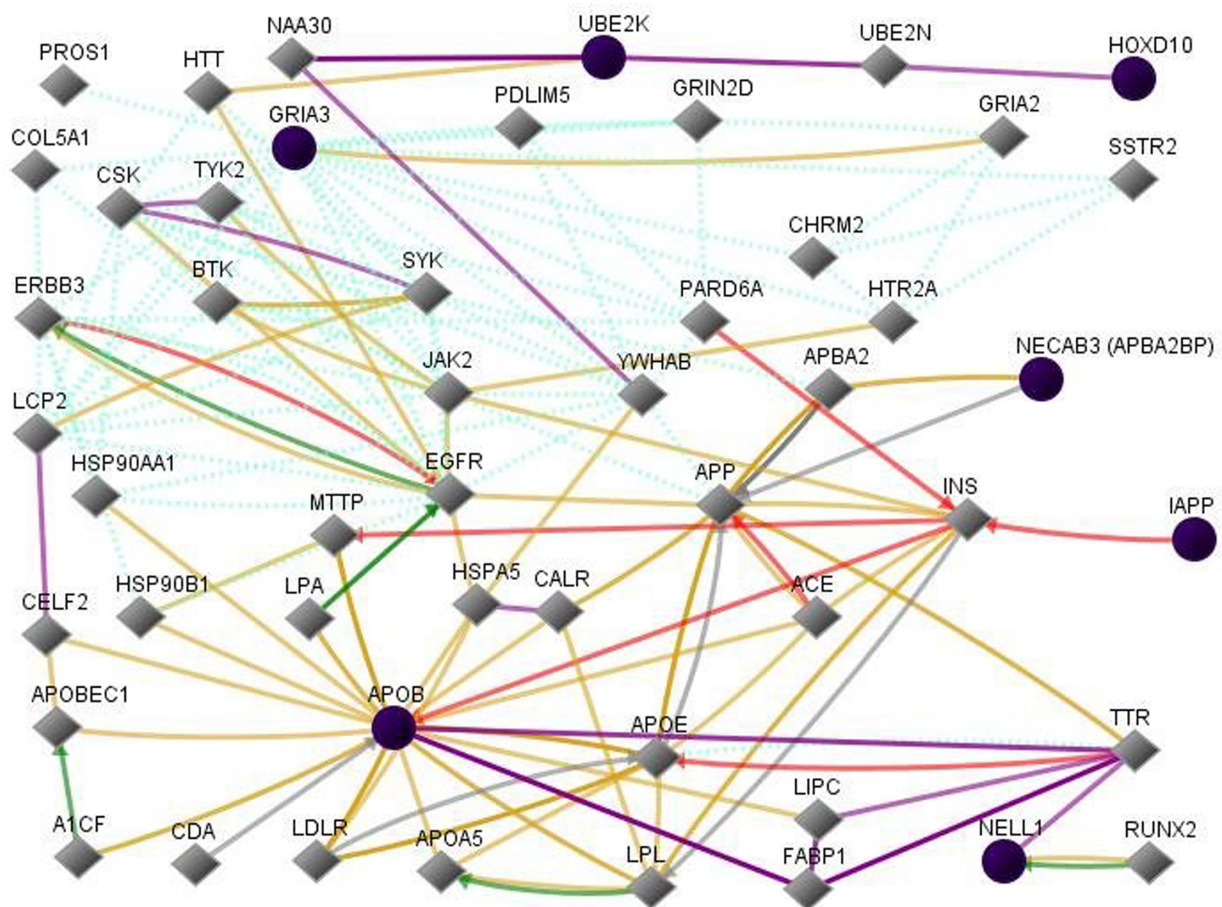 NAA30
UBE2K
UBE2N
HOXD10
PROS1
HTT
PDLIM5
GRIN2D
GRIA2
GRIA3
COL5A1
CSK
TYK2
SSTR2
CHRM2
ERBB3
BTK
SYK
PARD6A
HTR2A
NECAB3 (APBA2BP)
JAK2
YWHAB
APBA2
LCP2
HSP90AA1
EGFR
APP
INS
IAPP
MTTP
HSP90B1
LPA
HSPA5
CALR
ACE
CELF2
APOBEC1
APOB
APOE
TTR
LIPC
A1CF
CDA
LDLR
APOA5
LPL
FABP1
NELL1
RUNX2